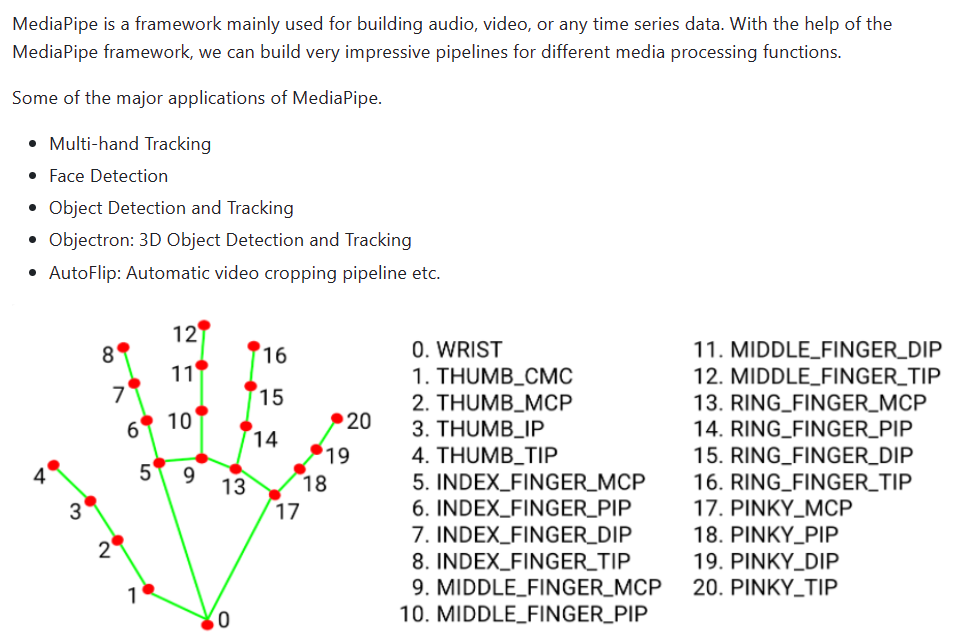 MediaPipe is a framework mainly used for building audio, video, or any time series data. With the help of the
MediaPipe framework, we can build very impressive pipelines for different media processing functions.
Some of the major applications of MediaPipe.
• Multi-hand Tracking
• Face Detection
• Object Detection and Tracking
• Objectron: 3D Object Detection and Tracking
• AutoFlip: Automatic video cropping pipeline etc.
12
8
16
11
7
15
10
20
6
14
19
5
9
4
13
18
3
17
2
1
0
0. WRIST
1. THUMB_CMC
2. THUMB_MCP
3. THUMB_IP
4. THUMB_TIP
5. INDEX_FINGER_MCP
6. INDEX_FINGER_PIP
7. INDEX_FINGER_DIP
8. INDEX_FINGER_TIP
9. MIDDLE_FINGER_MCP
10. MIDDLE_FINGER_PIP
11. MIDDLE_FINGER_DIP
12. MIDDLE_FINGER_TIP
13. RING_FINGER_MCP
14. RING_FINGER_PIP
15. RING_FINGER_DIP
16. RING_FINGER_TIP
17. PINKY_MCP
18. PINKY_PIP
19. PINKY_DIP
20. PINKY_TIP